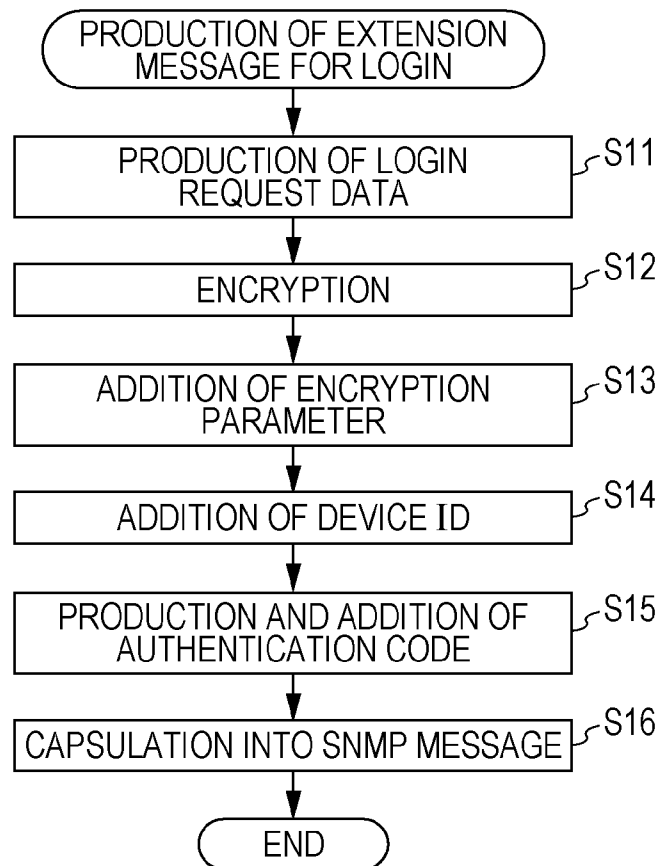 PRODUCTION OF EXTENSION
MESSAGE FOR LOGIN
PRODUCTION OF LOGIN
REQUEST DATA
S11
ENCRYPTION
S12
ADDITION OF ENCRYPTION
PARAMETER
S13
ADDITION OF DEVICE ID
S14
PRODUCTION AND ADDITION OF
AUTHENTICATION CODE
S15
CAPSULATION INTO SNMP MESSAGE
S16
END